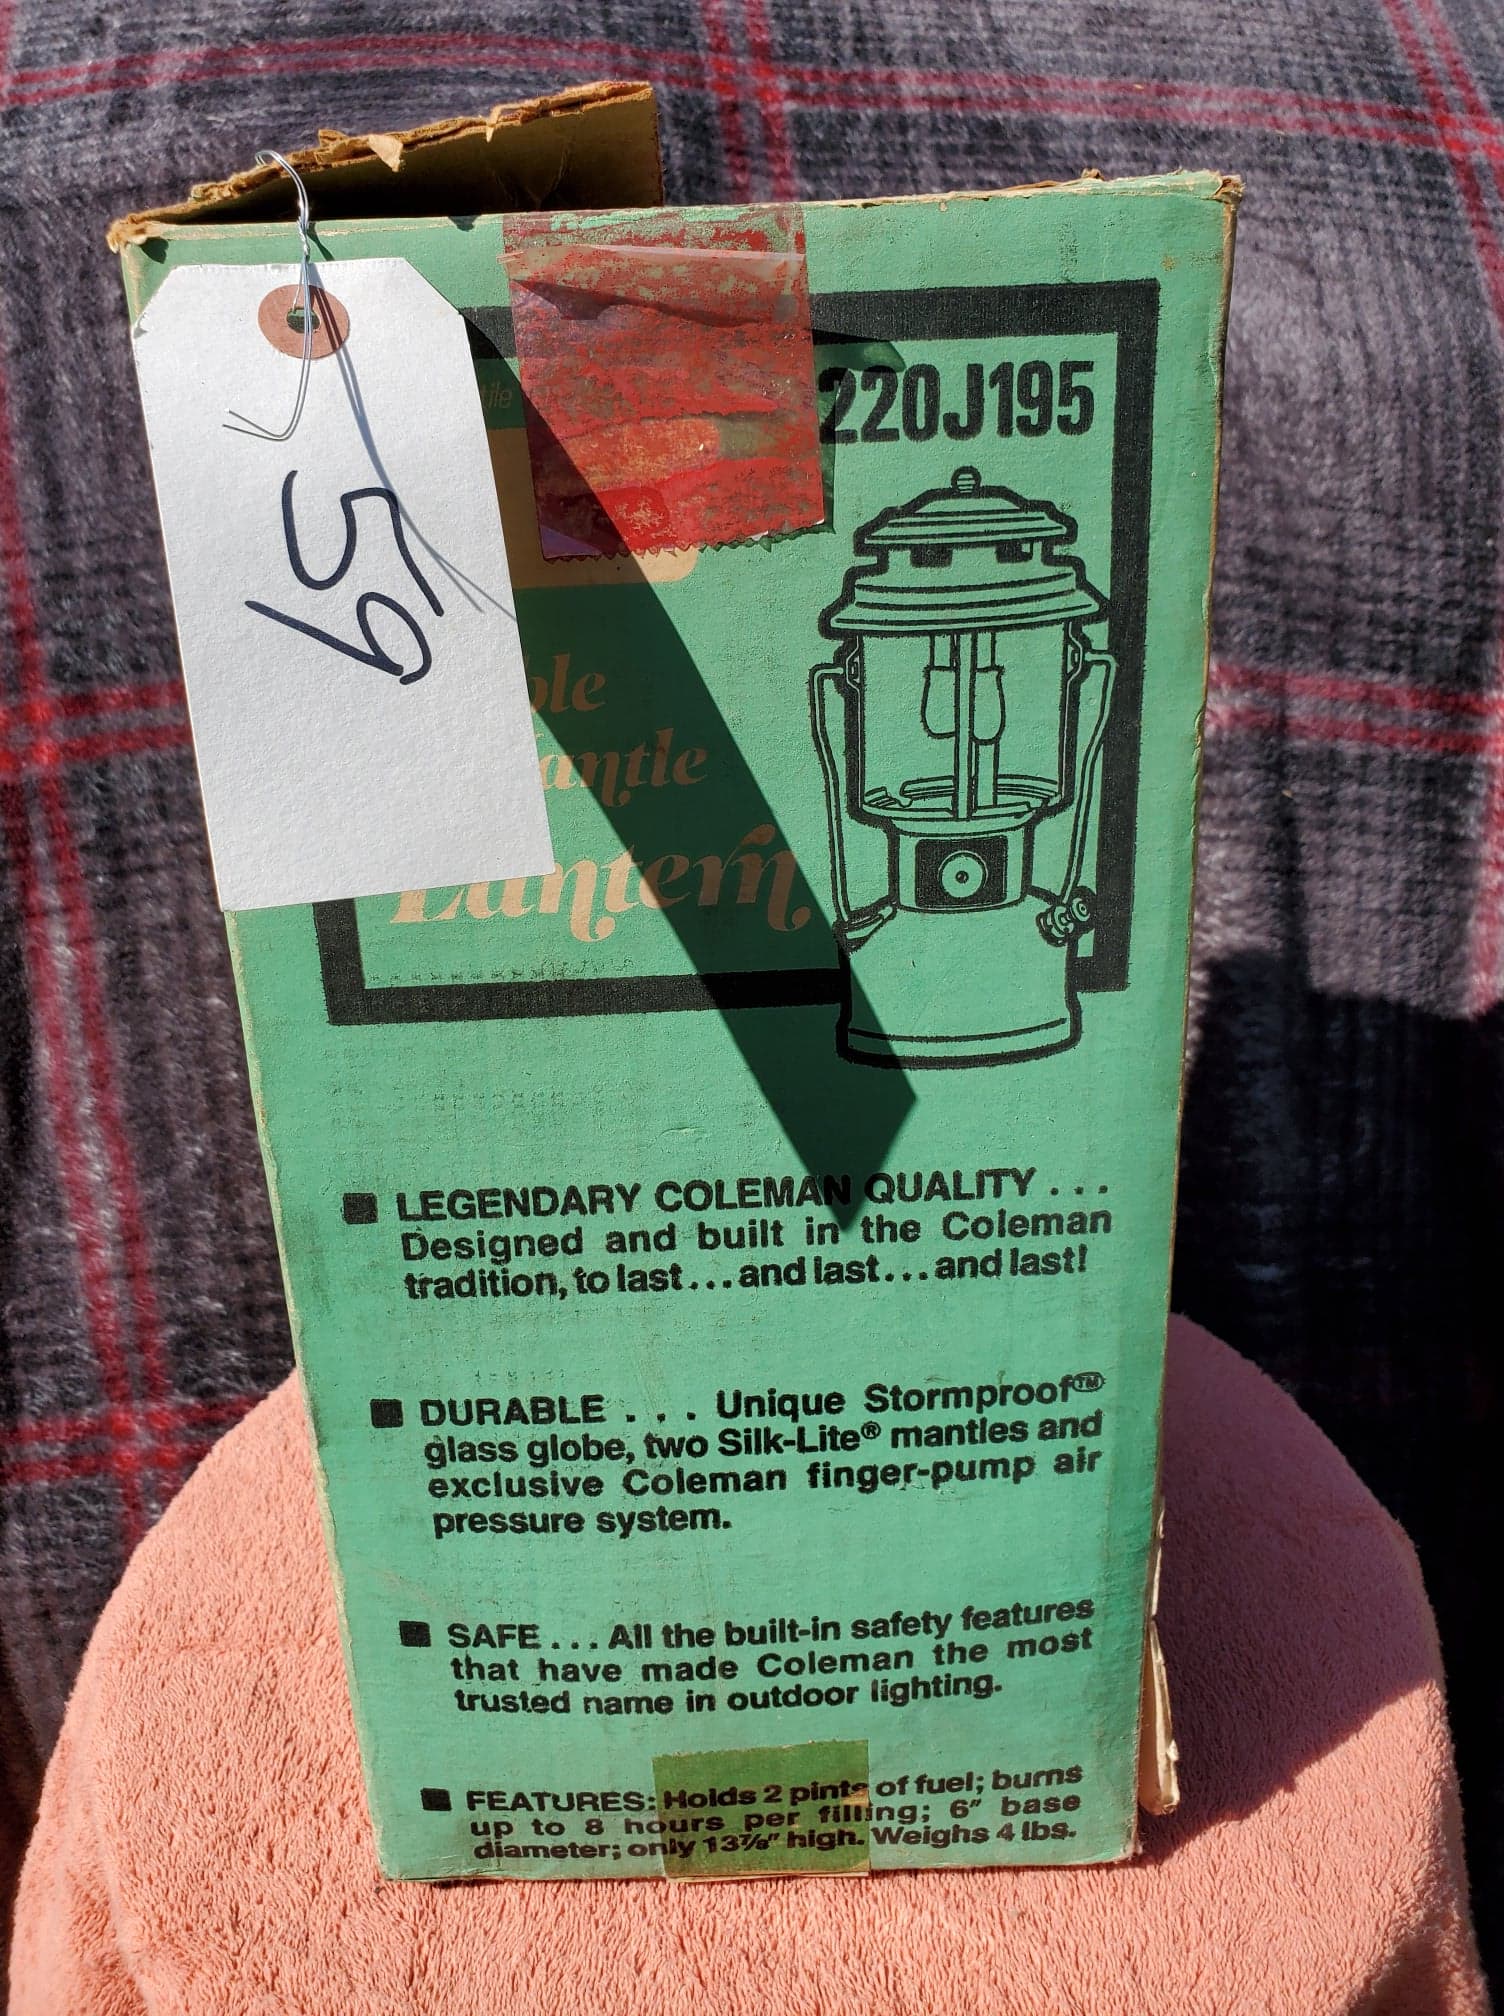 59
220J195
antle
Lantern
LEGENDARY COLEMAN QUALITY . . .
Designed and built in the Coleman
tradition, to last...and last...and last!
DURABLE . . . Unique Stormproof™
glass globe, two Silk-Lite® mantles and
exclusive Coleman finger-pump air
pressure system.
SAFE... All the built-in safety features
that have made Coleman the most
trusted name in outdoor lighting.
FEATURES: Holds 2 pints of fuel; burns
up to 8 hours per filling; 6" base
diameter; only 13⅞" high. Weighs 4 lbs.